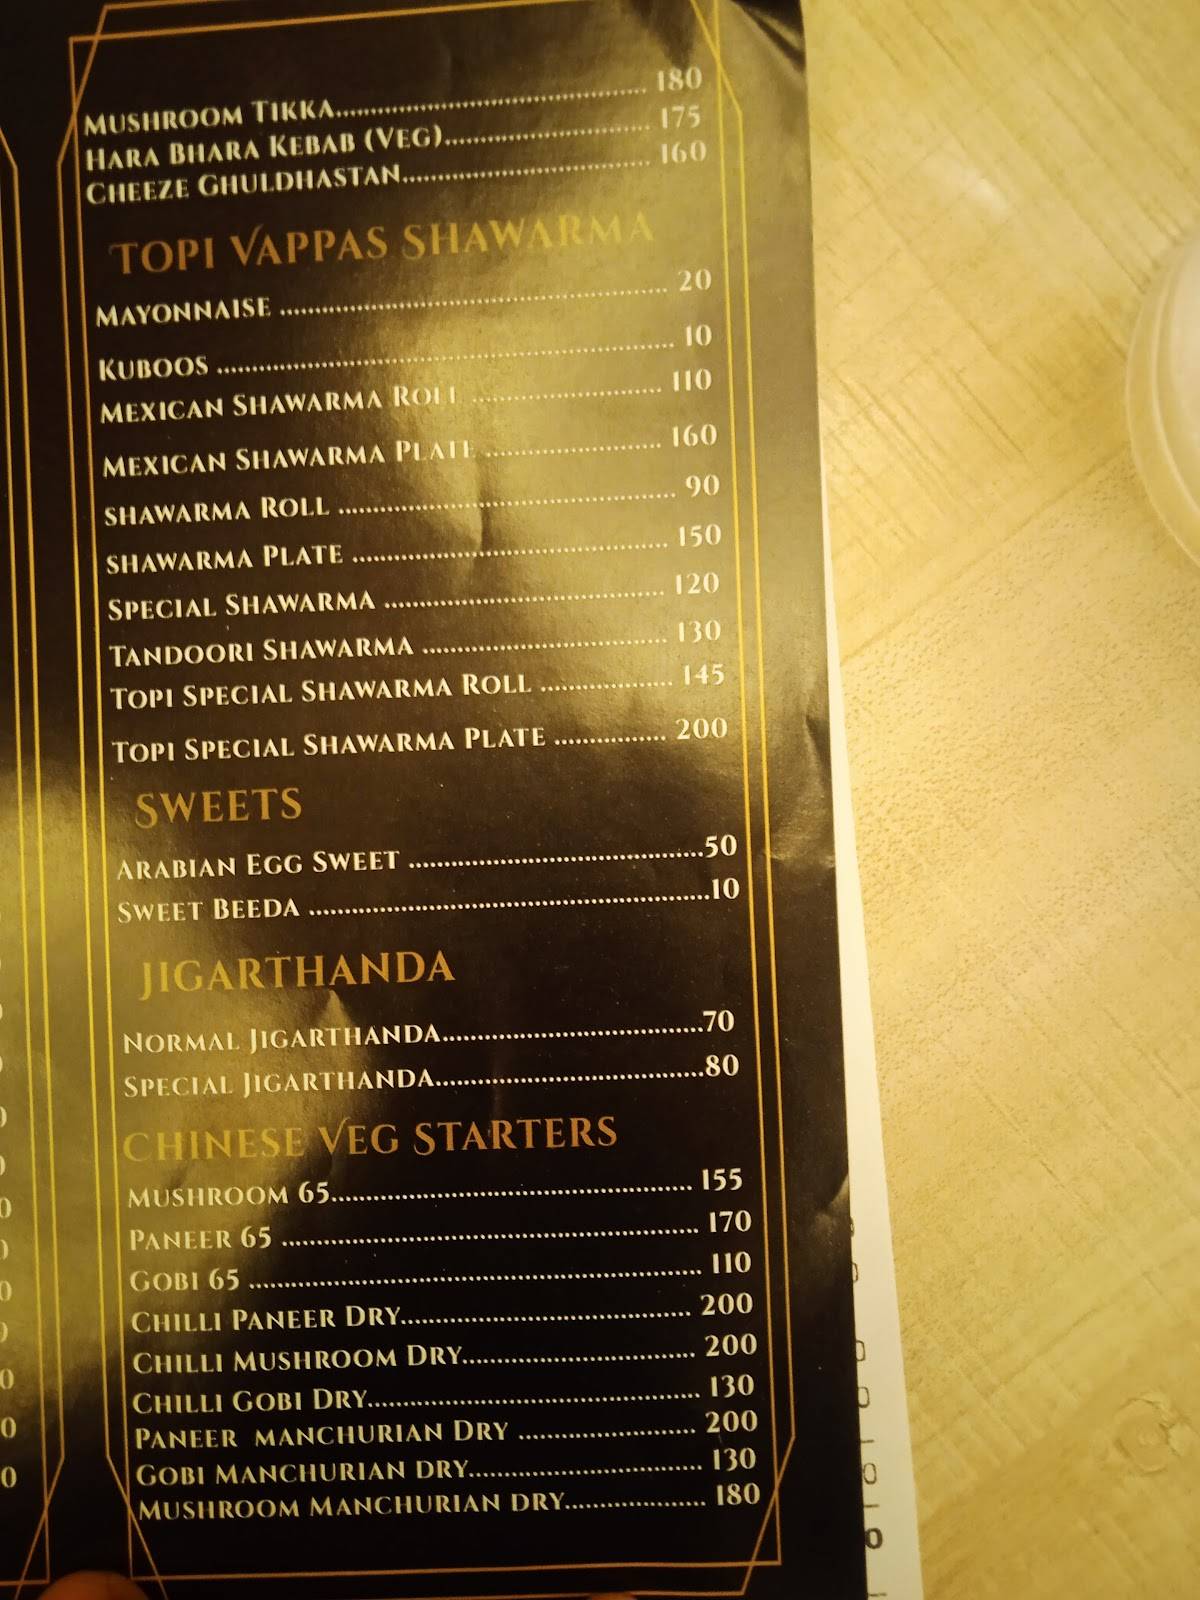 Mushroom Tikka.......... 180
Hara Bhara Kebab (Veg).......... 175
Cheeze Ghuldhastan.......... 160
Topi Vappas Shawarma
Mayonnaise .......... 20
Kuboos .......... 10
Mexican Shawarma Roll .......... 110
Mexican Shawarma Plate .......... 160
shawarma Roll .......... 90
shawarma Plate .......... 150
Special Shawarma .......... 120
Tandoori Shawarma .......... 130
Topi Special Shawarma Roll .......... 145
Topi Special Shawarma Plate .......... 200
Sweets
Arabian Egg Sweet ..........50
Sweet Beeda ..........10
Jigarthanda
Normal Jigarthanda..........70
Special Jigarthanda..........80
Chinese Veg Starters
Mushroom 65.......... 155
Paneer 65 .......... 170
Gobi 65 .......... 110
Chilli Paneer Dry.......... 200
Chilli Mushroom Dry.......... 200
Chilli Gobi Dry.......... 130
Paneer manchurian Dry .......... 200
Gobi Manchurian dry.......... 130
Mushroom Manchurian dry.......... 180